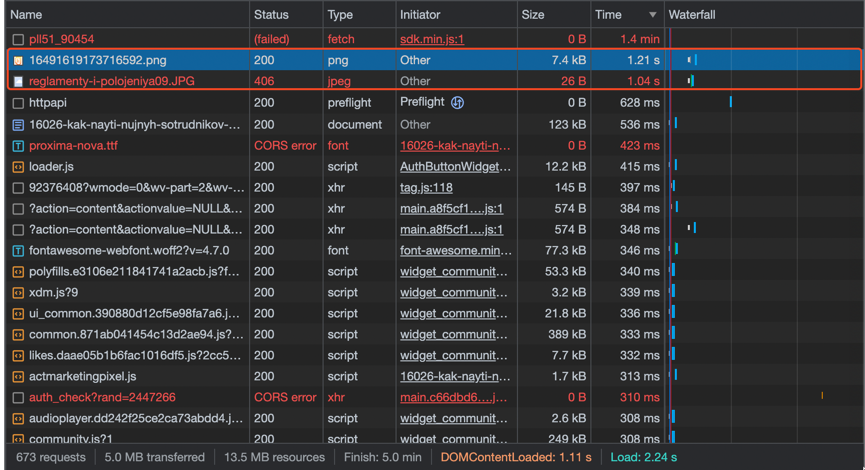 Name Status Type Initiator Size Time Waterfall
pll51_90454 (failed) fetch sdk.min.js:1 0 B 1.4 min
16491619173716592.png 200 png Other 7.4 kB 1.21 s
reglamenty-i-polojeniya09.JPG 406 jpeg Other 26 B 1.04 s
httpapi 200 preflight Preflight 0 B 628 ms
16026-kak-nayti-nujnyh-sotrudnikov-... 200 document Other 123 kB 536 ms
proxima-nova.ttf CORS error font 16026-kak-nayti-n... 0 B 423 ms
loader.js 200 script AuthButtonWidget... 12.2 kB 415 ms
92376408?wmode=0&wv-part=2&wv-... 200 xhr tag.js:118 145 B 397 ms
?action=content&actionvalue=NULL&... 200 xhr main.a8f5cf1....js:1 574 B 384 ms
?action=content&actionvalue=NULL&... 200 xhr main.a8f5cf1....js:1 574 B 348 ms
fontawesome-webfont.woff2?v=4.7.0 200 font font-awesome.min... 77.3 kB 346 ms
polyfills.e3106e211841741a2acb.js?f... 200 script widget_communit... 53.3 kB 340 ms
xdm.js?9 200 script widget_communit... 3.2 kB 339 ms
ui_common.390880d12cf5e98fa7a6.j... 200 script widget_communit... 21.8 kB 336 ms
common.871ab041454c13d2ae94.js?... 200 script widget_communit... 389 kB 333 ms
likes.daae05b1b6fac1016df5.js?2cc5... 200 script widget_communit... 7.7 kB 332 ms
actmarketingpixel.js 200 script 16026-kak-nayti-n... 1.7 kB 313 ms
auth_check?rand=2447266 CORS error xhr main.c66dbd6....j... 0 B 310 ms
audioplayer.dd242f25ce2ca73abdd4.j... 200 script widget_communit... 2.6 kB 308 ms
community.js?1 200 script widget_communit... 249 kB 308 ms
673 requests 5.0 MB transferred 13.5 MB resources Finish: 5.0 min DOMContentLoaded: 1.11 s Load: 2.24 s